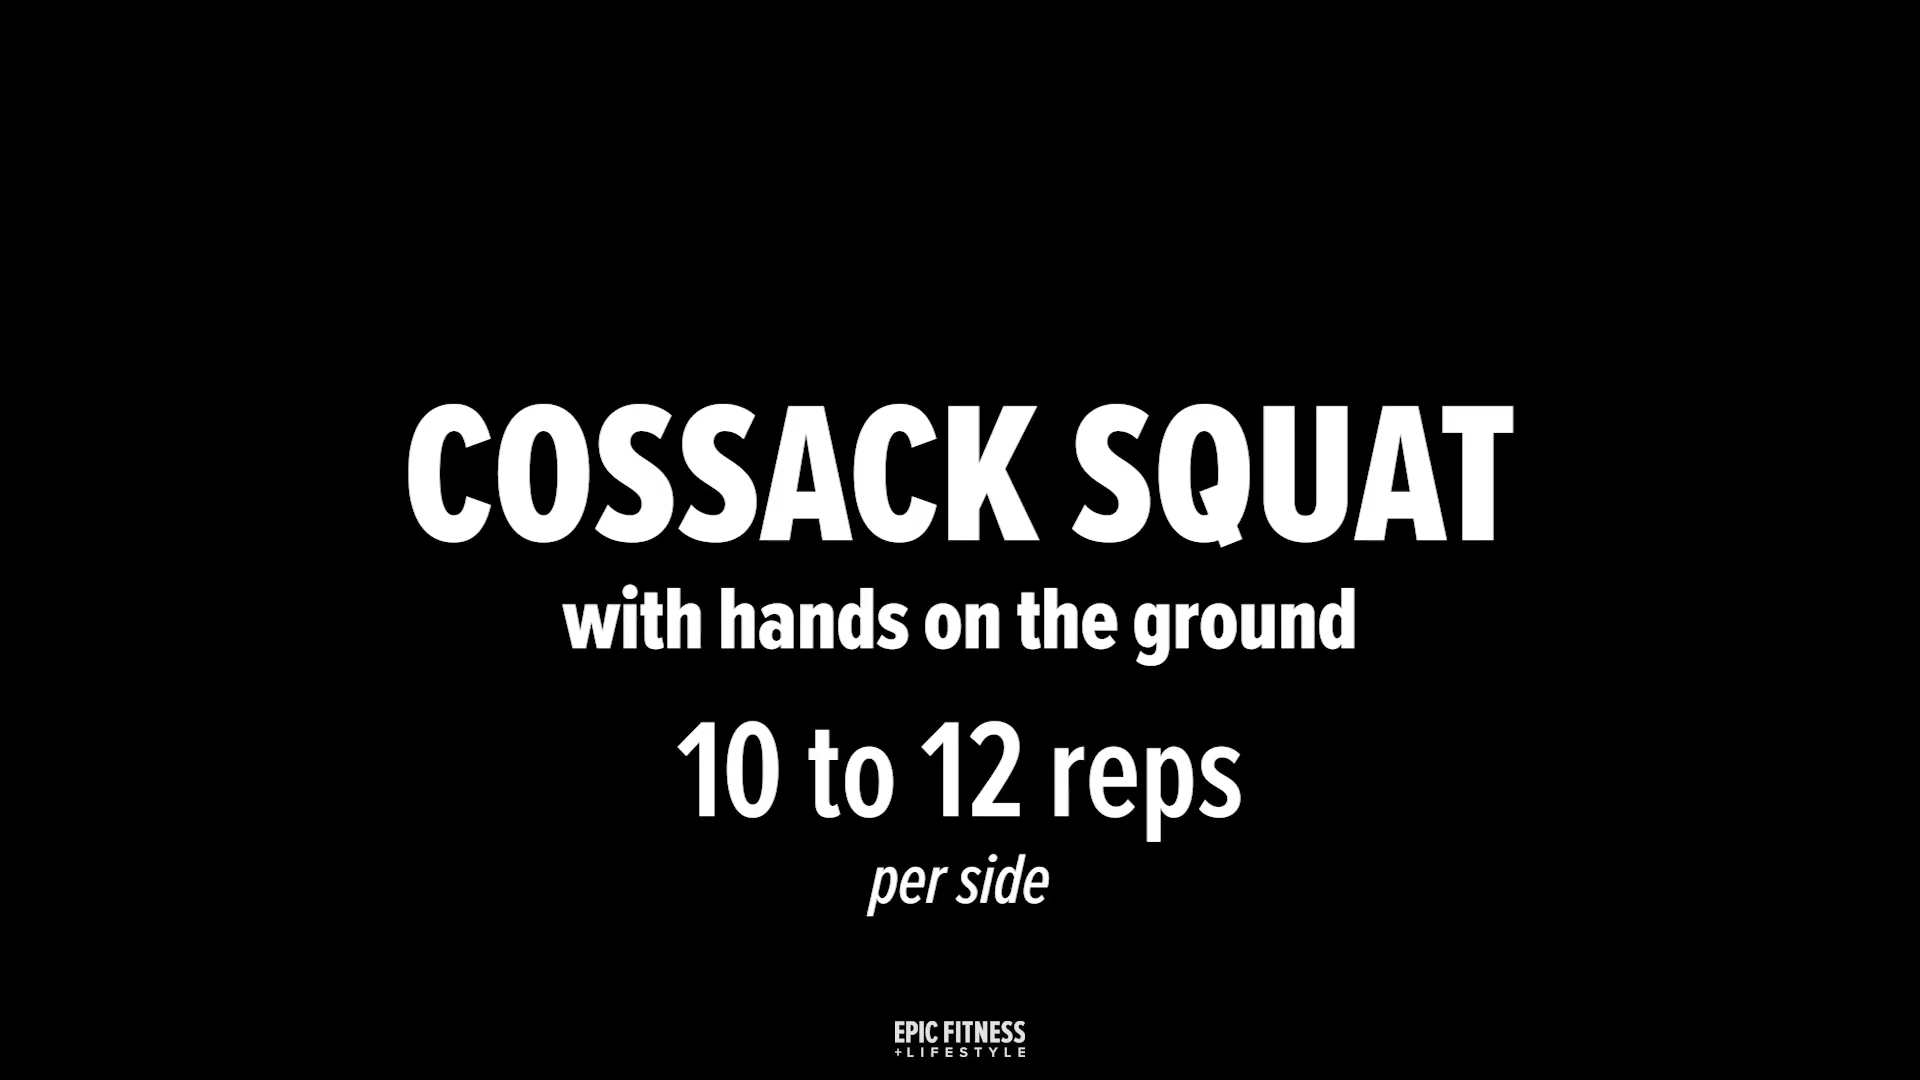 COSSACK SQUAT
with hands on the ground
10 to 12 reps
per side
EPIC FITNESS
+LIFESTYLE